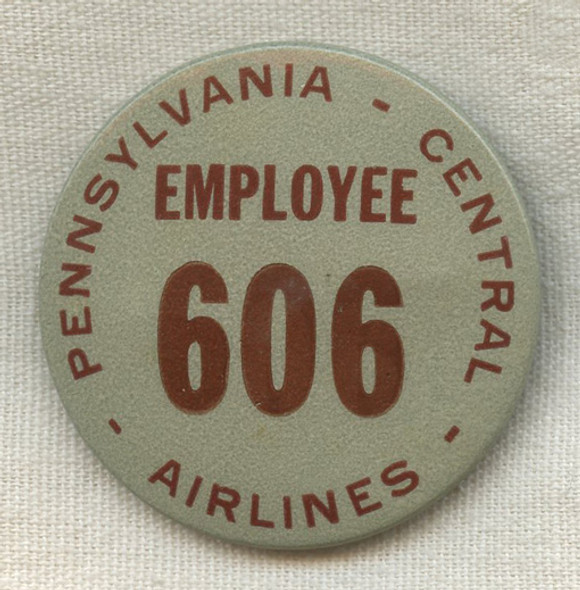 PENNSYLVANIA - CENTRAL - AIRLINES -
EMPLOYEE
606